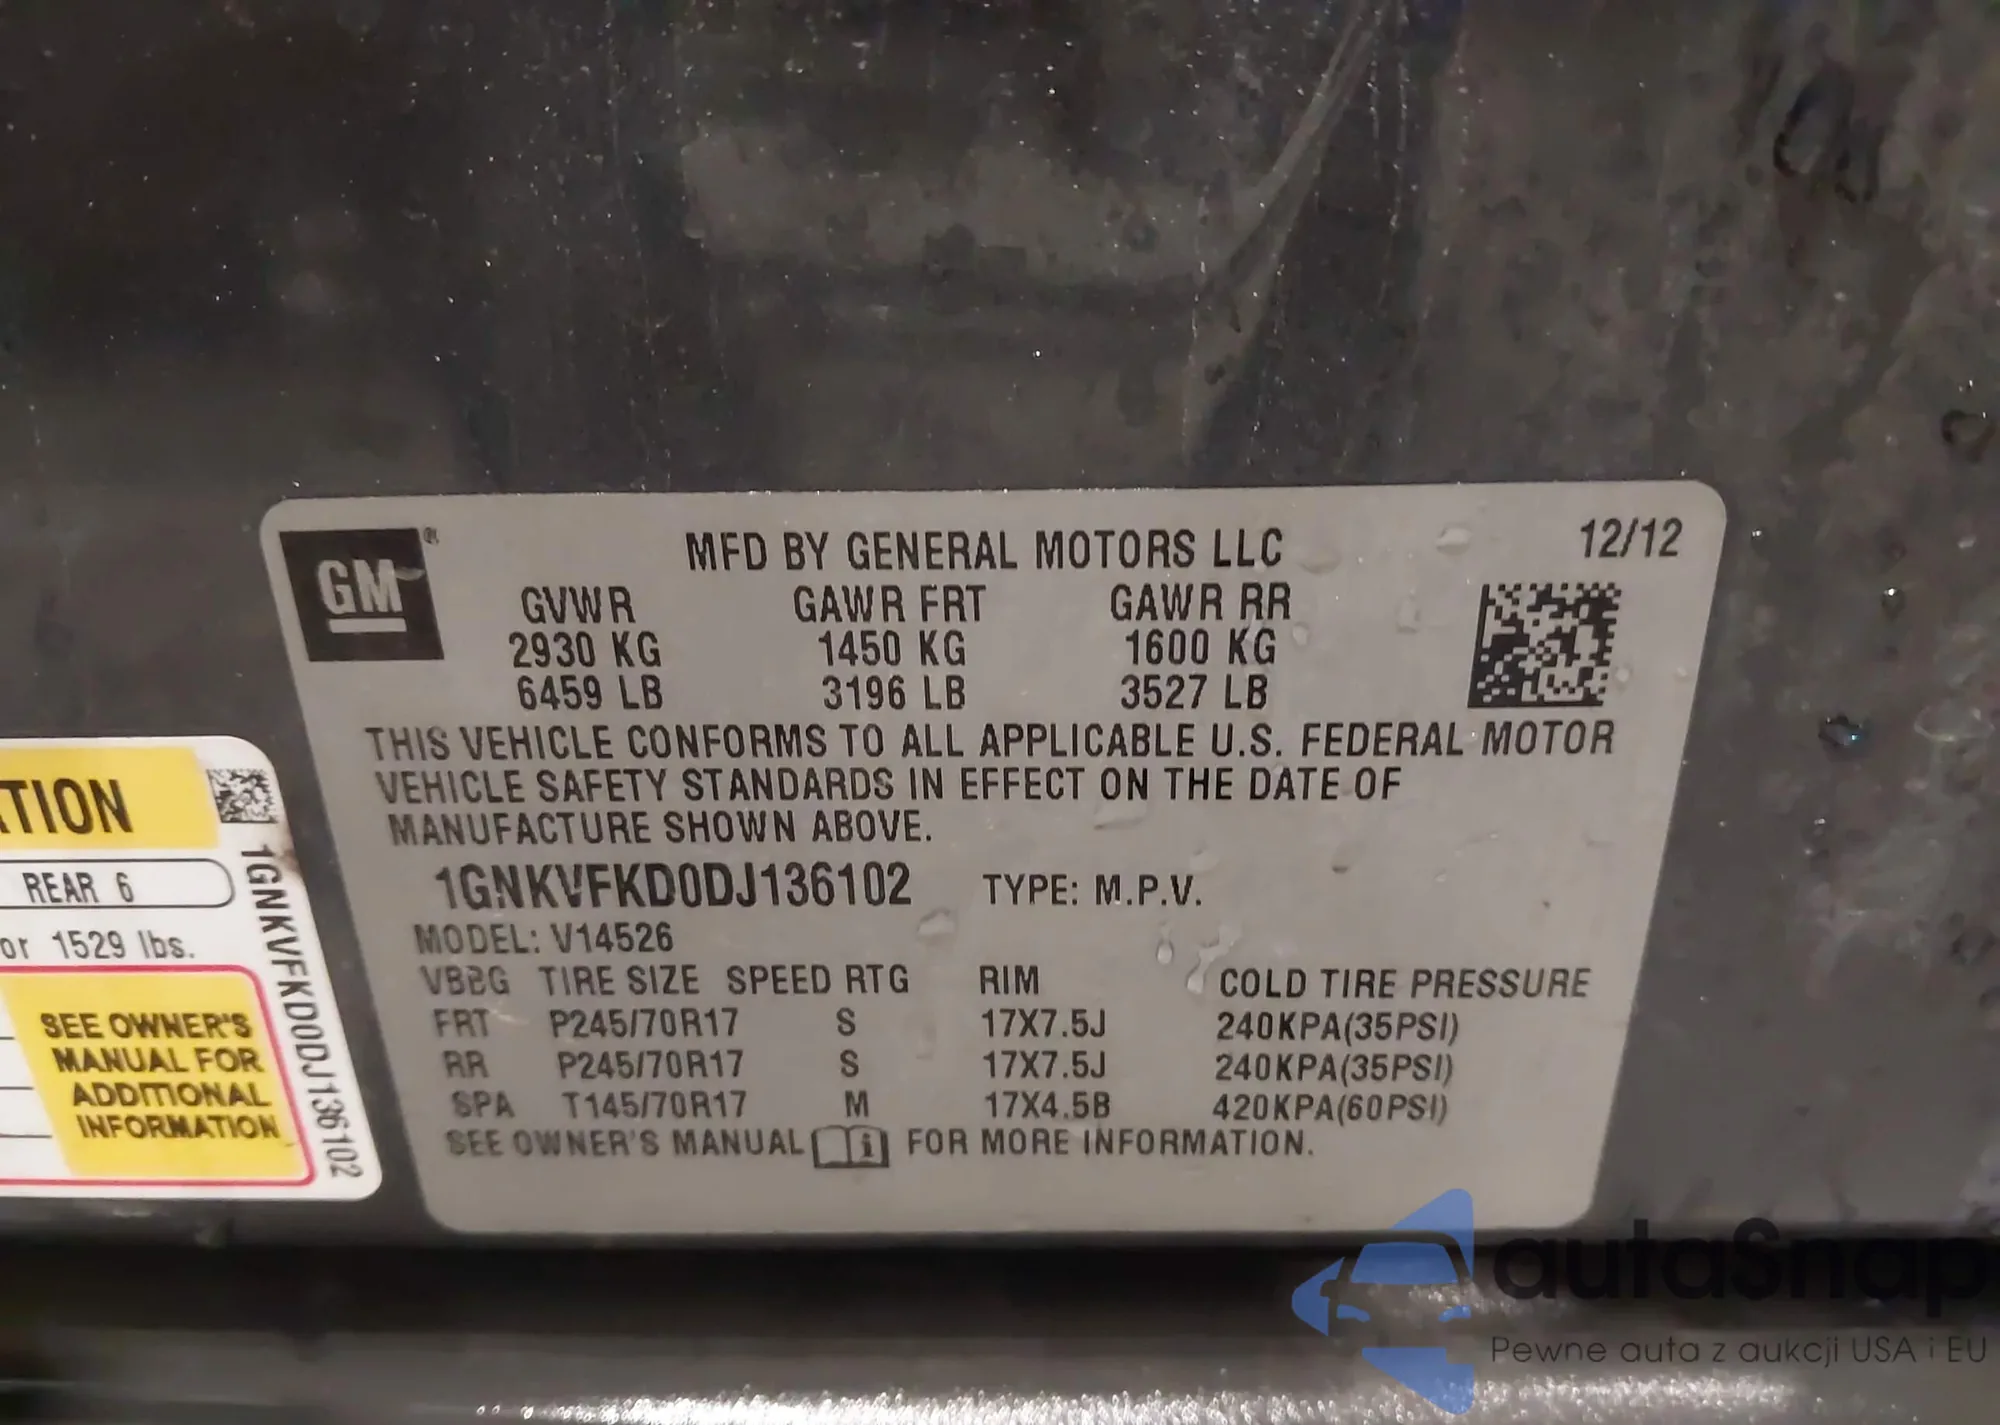 GM®
MFD BY GENERAL MOTORS LLC 12/12
GVWR GAWR FRT GAWR RR
2930 KG 1450 KG 1600 KG
6459 LB 3196 LB 3527 LB
THIS VEHICLE CONFORMS TO ALL APPLICABLE U.S. FEDERAL MOTOR
VEHICLE SAFETY STANDARDS IN EFFECT ON THE DATE OF
MANUFACTURE SHOWN ABOVE.
1GNKVFKD0DJ136102 TYPE: M.P.V.
MODEL: V14526
VBBG TIRE SIZE SPEED RTG RIM COLD TIRE PRESSURE
FRT P245/70R17 S 17X7.5J 240KPA(35PSI)
RR P245/70R17 S 17X7.5J 240KPA(35PSI)
SPA T145/70R17 M 17X4.5B 420KPA(60PSI)
SEE OWNER'S MANUAL FOR MORE INFORMATION.
TION
REAR 6
or 1529 lbs.
SEE OWNER'S
MANUAL FOR
ADDITIONAL
INFORMATION
1GNKVFKD0DJ136102
autaSnap
Pewne auta z aukcji USA i EU